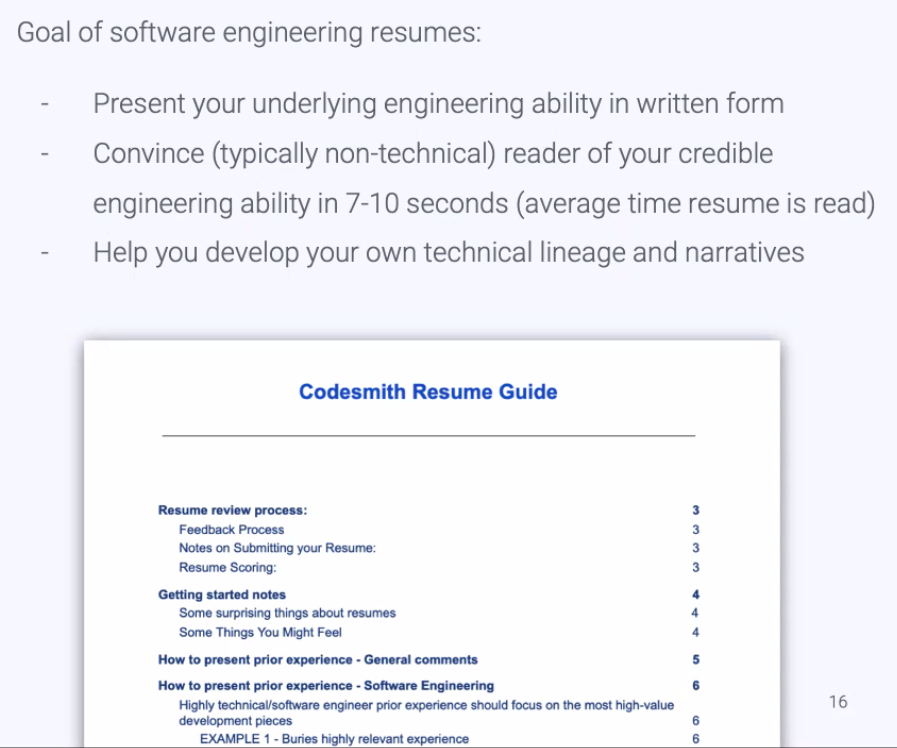 Goal of software engineering resumes:
- Present your underlying engineering ability in written form
- Convince (typically non-technical) reader of your credible
engineering ability in 7-10 seconds (average time resume is read)
- Help you develop your own technical lineage and narratives
Codesmith Resume Guide
Resume review process: 3
Feedback Process 3
Notes on Submitting your Resume: 3
Resume Scoring: 3
Getting started notes 4
Some surprising things about resumes 4
Some Things You Might Feel 4
How to present prior experience - General comments 5
How to present prior experience - Software Engineering 6
Highly technical/software engineer prior experience should focus on the most high-value
development pieces 6
EXAMPLE 1 - Buries highly relevant experience 6
16